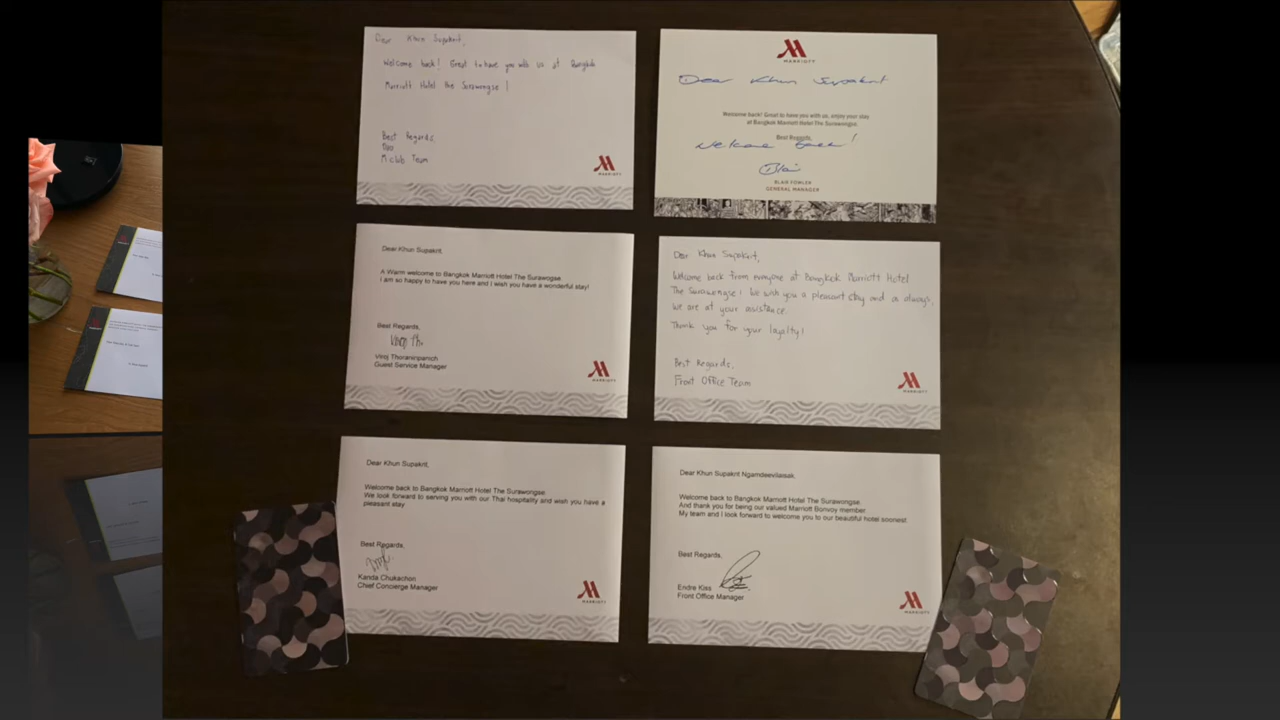 Dear Khun Supakrit,
Welcome back! Great to have you with us at Bangkok
Marriott Hotel the Surawongse!
Best Regards,
M club Team
MARRIOTT
MARRIOTT
Dear Khun Supakrit
Welcome back! Great to have you with us, enjoy your stay
at Bangkok Marriott Hotel The Surawongse.
Best Regards,
Welcome back!
Blair
BLAIR FOWLER
GENERAL MANAGER
Dear Khun Supakrit,
A Warm welcome to Bangkok Marriott Hotel The Surawogse.
I am so happy to have you here and I wish you have a wonderful stay!
Best Regards,
Viroj Thoraninpanich
Guest Service Manager
MARRIOTT
Dear Khun Supakrit,
Welcome back from everyone at Bangkok Marriott Hotel
The Surawongse! We wish you a pleasant day and as always,
we are at your assistance.
Thank you for your loyalty!
Best Regards,
Front Office Team
MARRIOTT
Dear Khun Supakrit,
Welcome back to Bangkok Marriott Hotel The Surawongse.
We look forward to serving you with our Thai hospitality and wish you have a
pleasant stay
Best Regards,
Kanda Chukachon
Chief Concierge Manager
MARRIOTT
Dear Khun Supakrit Ngamdeevilaisak,
Welcome back to Bangkok Marriott Hotel The Surawongse.
And thank you for being our valued Marriott Bonvoy member.
My team and I look forward to welcome you to our beautiful hotel soonest!
Best Regards,
Endre Kiss
Front Office Manager
MARRIOTT